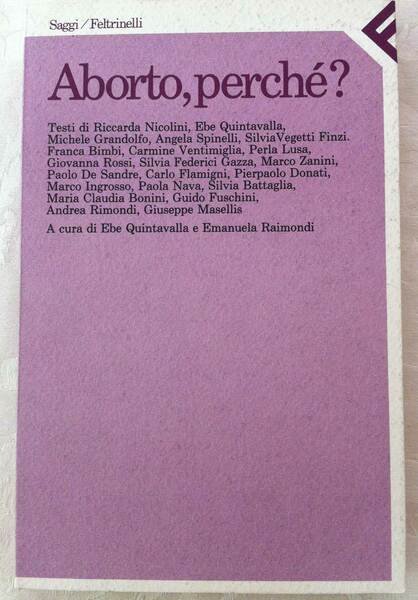 Saggi/Feltrinelli
Aborto, perché?
Testi di Riccarda Nicolini, Ebe Quintavalla,
Michele Grandolfo, Angela Spinelli, SilviaVegetti Finzi.
Franca Bimbi, Carmine Ventimiglia, Perla Lusa,
Giovanna Rossi, Silvia Federici Gazza, Marco Zanini,
Paolo De Sandre, Carlo Flamigni, Pierpaolo Donati,
Marco Ingrosso, Paola Nava, Silvia Battaglia,
Maria Claudia Bonini, Guido Fuschini,
Andrea Rimondi, Giuseppe Masellis
A cura di Ebe Quintavalla e Emanuela Raimondi